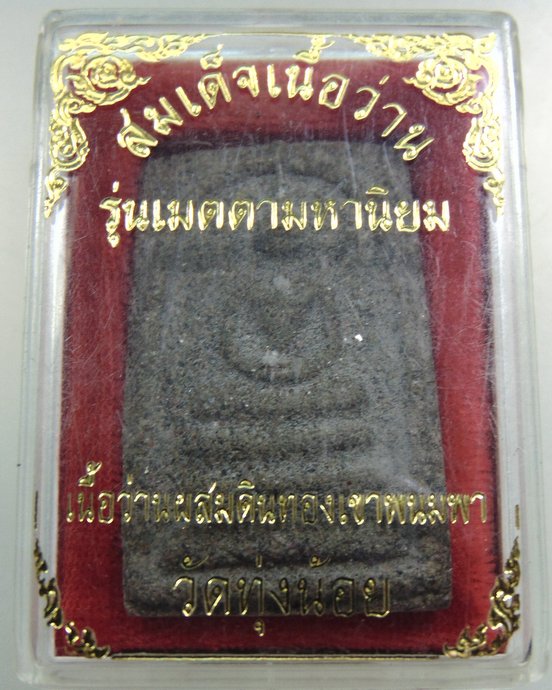 สมเด็จเนื้อว่าน
รุ่นเมตตามหานิยม
เนื้อว่านผสมดินทองเขาพนมพา
วัดทุ่งน้อย